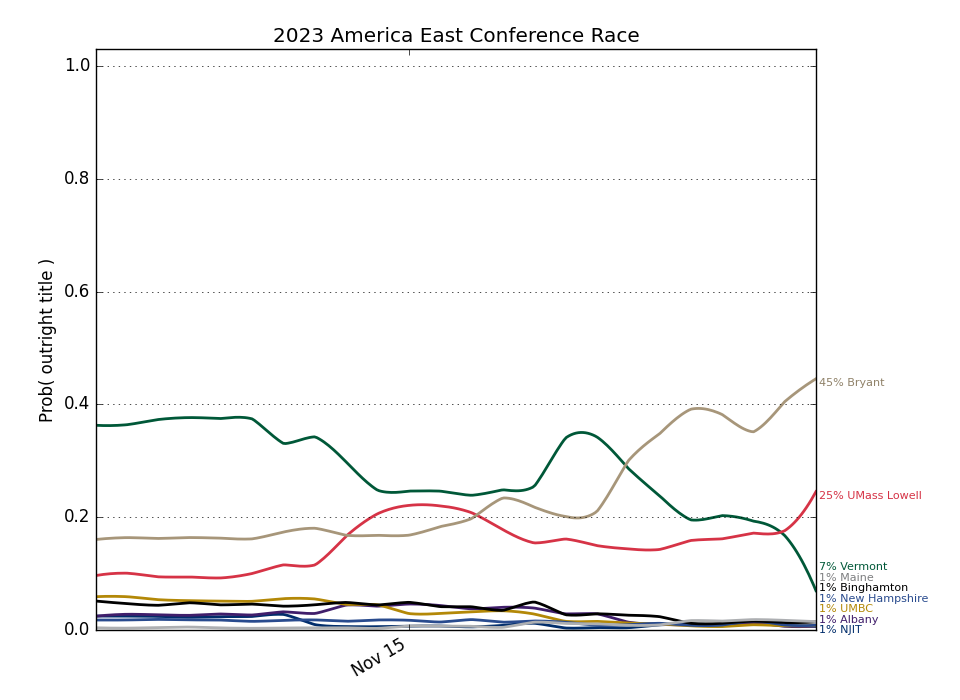 2023 America East Conference Race
Prob( outright title )
1.0
0.8
0.6
0.4
0.2
0.0
Nov 15
45% Bryant
25% UMass Lowell
7% Vermont
1% Maine
1% Binghamton
1% New Hampshire
1% UMBC
1% Albany
1% NJIT